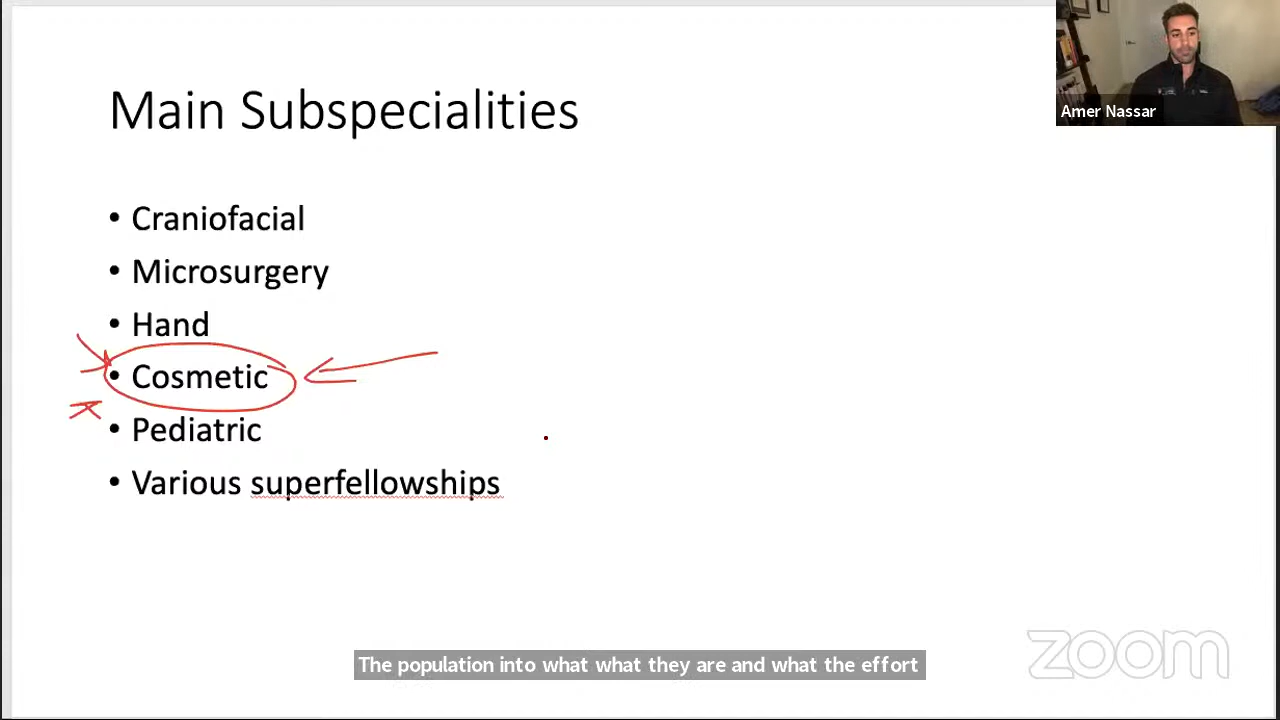 Main Subspecialities
Amer Nassar
• Craniofacial
• Microsurgery
• Hand
• Cosmetic
• Pediatric
• Various superfellowships
zoom
The population into what what they are and what the effort